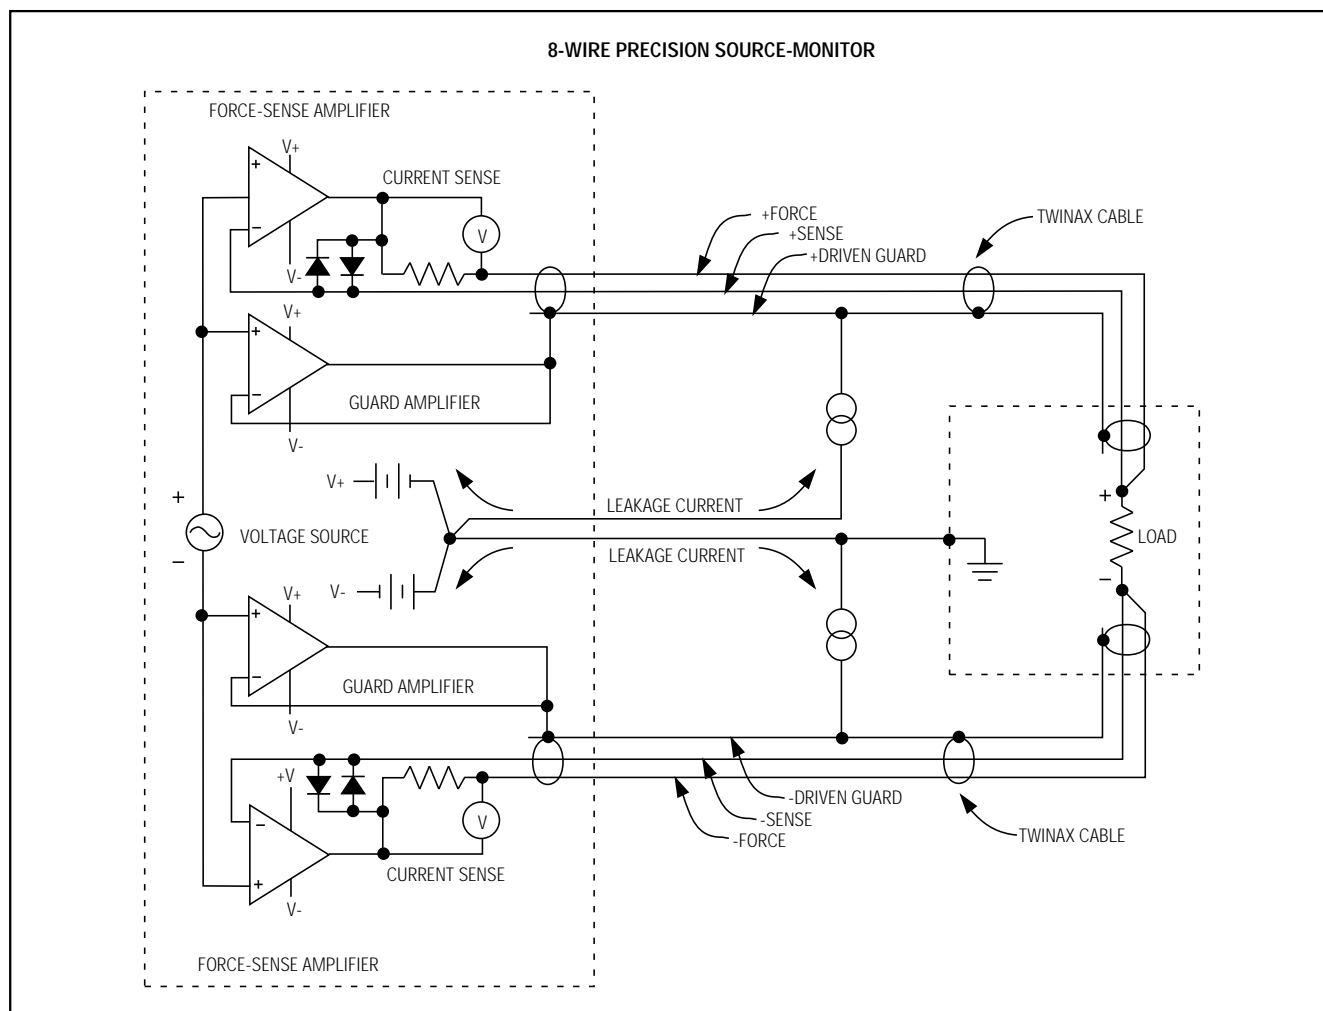 8-WIRE PRECISION SOURCE-MONITOR
FORCE-SENSE AMPLIFIER
V+
+
CURRENT SENSE
−
V
V-
+FORCE
+SENSE
+DRIVEN GUARD
TWINAX CABLE
V+
+
−
GUARD AMPLIFIER
V-
V+
LEAKAGE CURRENT
+
VOLTAGE SOURCE
−
LEAKAGE CURRENT
V-
+
LOAD
−
V+
+
−
GUARD AMPLIFIER
V-
+V
−
V
+
CURRENT SENSE
V-
-DRIVEN GUARD
-SENSE
-FORCE
TWINAX CABLE
FORCE-SENSE AMPLIFIER